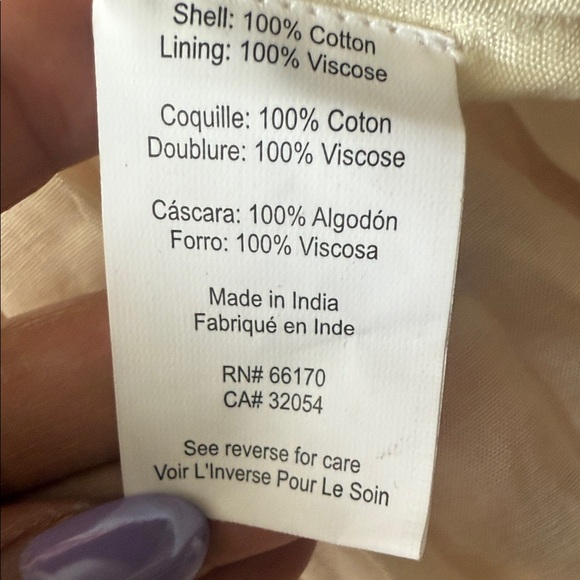 Shell: 100% Cotton
Lining: 100% Viscose
Coquille: 100% Coton
Doublure: 100% Viscose
Cáscara: 100% Algodón
Forro: 100% Viscosa
Made in India
Fabriqué en Inde
RN# 66170
CA# 32054
See reverse for care
Voir L'Inverse Pour Le Soin